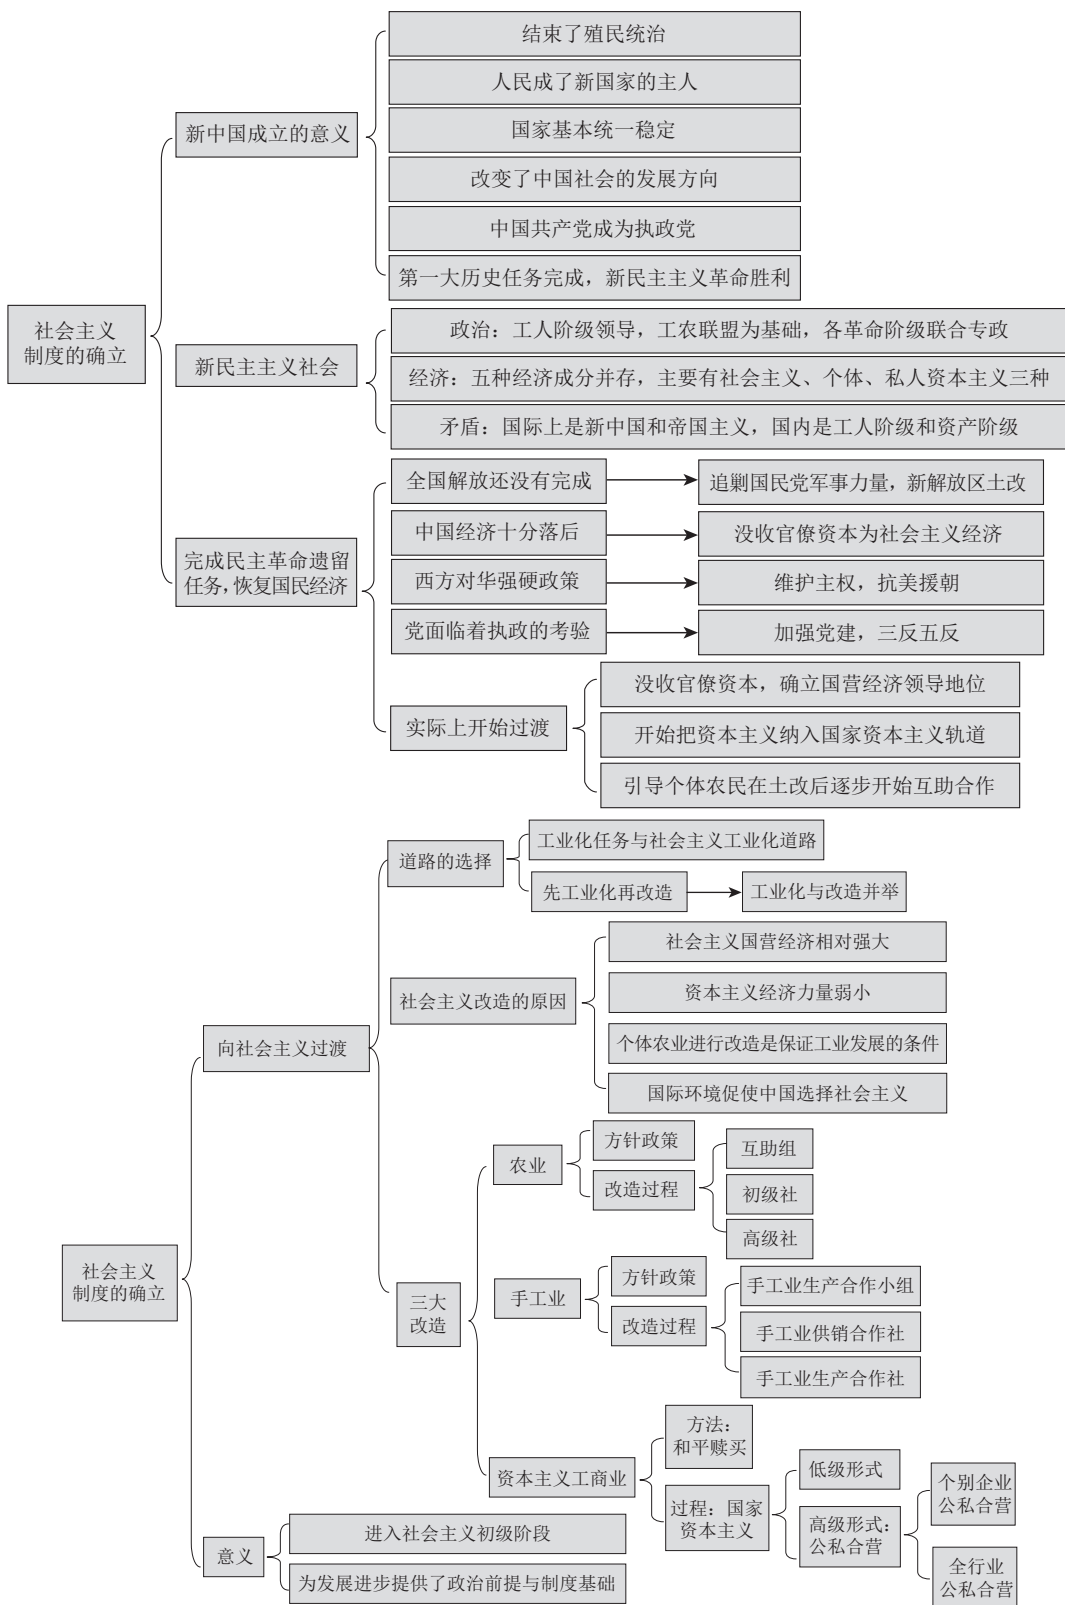 社会主义
制度的确立
新中国成立的意义
结束了殖民统治
人民成了新国家的主人
国家基本统一稳定
改变了中国社会的发展方向
中国共产党成为执政党
第一大历史任务完成，新民主主义革命胜利
新民主主义社会
政治：工人阶级领导，工农联盟为基础，各革命阶级联合专政
经济：五种经济成分并存，主要有社会主义、个体、私人资本主义三种
矛盾：国际上是新中国和帝国主义，国内是工人阶级和资产阶级
完成民主革命遗留
任务，恢复国民经济
全国解放还没有完成
追剿国民党军事力量，新解放区土改
中国经济十分落后
没收官僚资本为社会主义经济
西方对华强硬政策
维护主权，抗美援朝
党面临着执政的考验
加强党建，三反五反
实际上开始过渡
没收官僚资本，确立国营经济领导地位
开始把资本主义纳入国家资本主义轨道
引导个体农民在土改后逐步开始互助合作
社会主义
制度的确立
向社会主义过渡
道路的选择
工业化任务与社会主义工业化道路
先工业化再改造
工业化与改造并举
社会主义改造的原因
社会主义国营经济相对强大
资本主义经济力量弱小
个体农业进行改造是保证工业发展的条件
国际环境促使中国选择社会主义
三大
改造
农业
方针政策
改造过程
互助组
初级社
高级社
手工业
方针政策
改造过程
手工业生产合作小组
手工业供销合作社
手工业生产合作社
资本主义工商业
方法：
和平赎买
过程：国家
资本主义
低级形式
高级形式：
公私合营
个别企业
公私合营
全行业
公私合营
意义
进入社会主义初级阶段
为发展进步提供了政治前提与制度基础